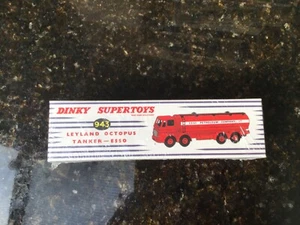 DINKY SUPERTOYS
943
LEYLAND OCTOPUS
TANKER—ESSO